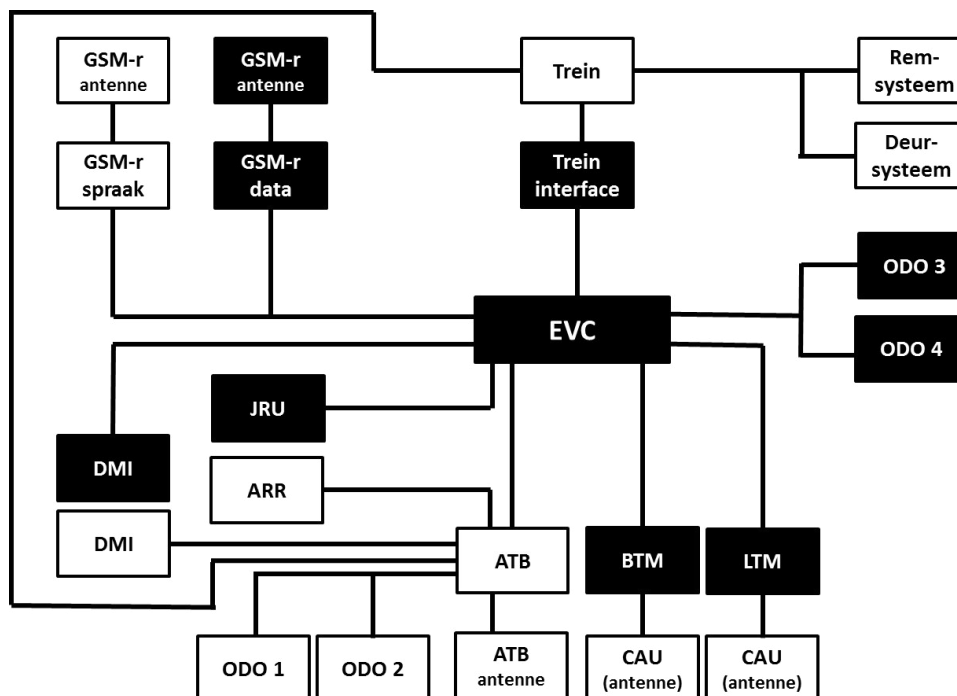 GSM-r
antenne
GSM-r
antenne
Trein
Rem-
systeem
GSM-r
spraak
GSM-r
data
Trein
interface
Deur-
systeem
ODO 3
EVC
ODO 4
JRU
DMI
ARR
DMI
ATB
BTM
LTM
ODO 1
ODO 2
ATB
antenne
CAU
(antenne)
CAU
(antenne)